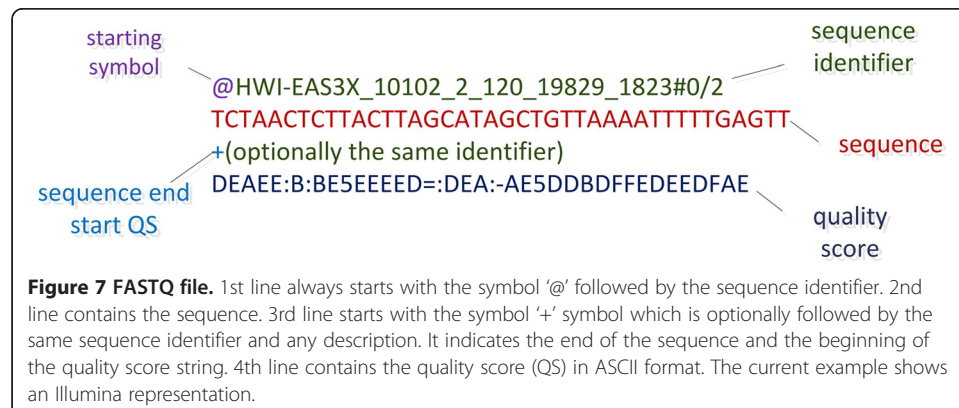 starting
symbol
sequence
identifier
@HWI-EAS3X_10102_2_120_19829_1823#0/2
TCTAACTCTTACTTAGCATAGCTGTTAAAATTTTTGAGTT
sequence
+(optionally the same identifier)
sequence end
start QS
DEAEE:B:BE5EEEED=:DEA:-AE5DDBDFFEDEEDFAE
quality
score
Figure 7 FASTQ file. 1st line always starts with the symbol ‘@’ followed by the sequence identifier. 2nd
line contains the sequence. 3rd line starts with the symbol ‘+’ symbol which is optionally followed by the
same sequence identifier and any description. It indicates the end of the sequence and the beginning of
the quality score string. 4th line contains the quality score (QS) in ASCII format. The current example shows
an Illumina representation.